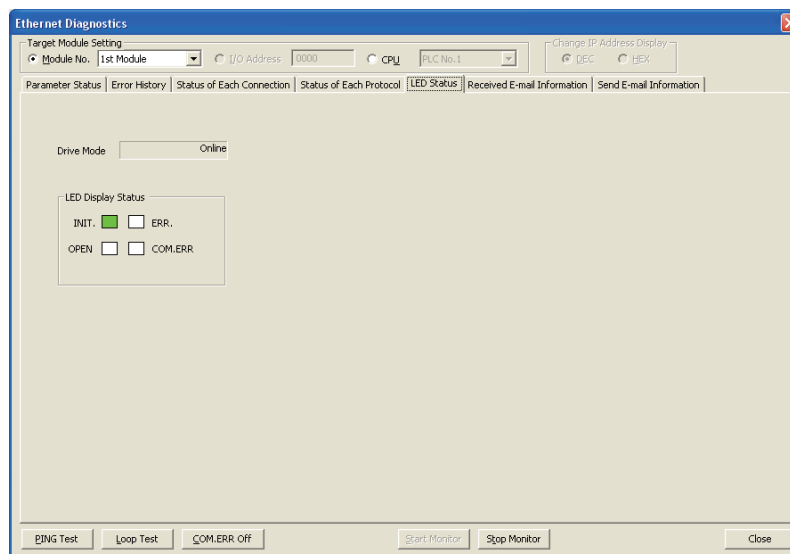 Ethernet Diagnostics
Target Module Setting
Module No. 1st Module I/O Address 0000 CPU PLC No.1
Change IP Address Display
DEC HEX
Parameter Status Error History Status of Each Connection Status of Each Protocol LED Status Received E-mail Information Send E-mail Information
Drive Mode Online
LED Display Status
INIT. ERR.
OPEN COM.ERR
PING Test Loop Test COM.ERR Off Start Monitor Stop Monitor Close